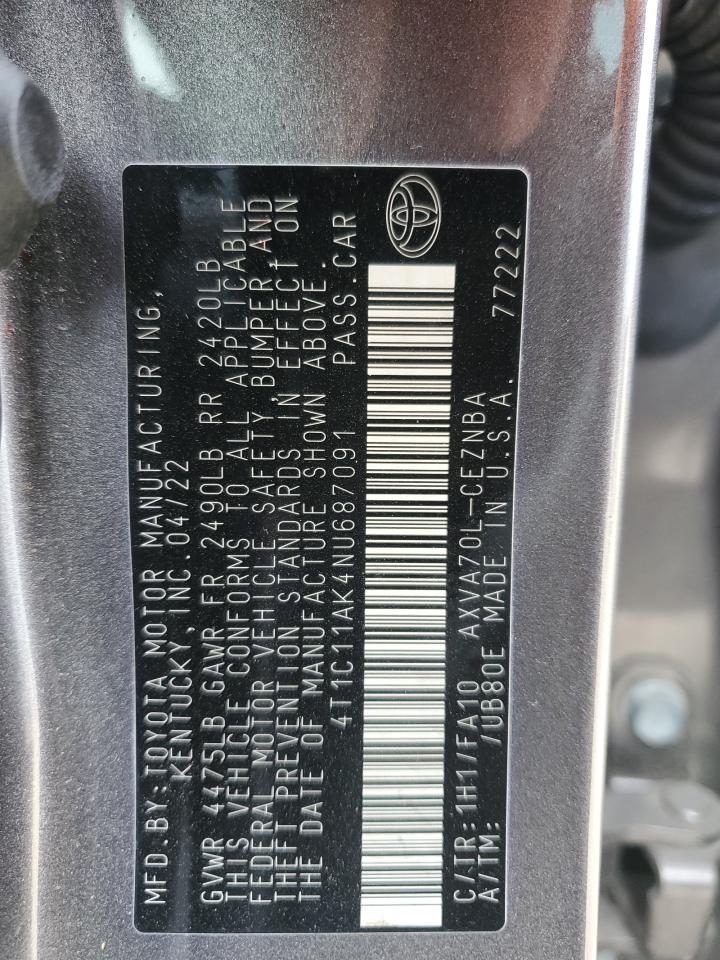 MFD.BY:TOYOTA MOTOR MANUFACTURING,
KENTUCKY, INC.04/22
GVWR 4475LB GAWR FR 2490LB RR 2420LB
THIS VEHICLE CONFORMS TO ALL APPLICABLE
FEDERAL MOTOR VEHICLE SAFETY, BUMPER,AND
THEFT PREVENTION STANDARDS IN EFFECT ON
THE DATE OF MANUFACTURE SHOWN ABOVE.
4T1C11AK4NU687091 PASS.CAR
C/TR:1H1/FA10 AXVA70L-CEZNBA
A/TM: /UB80E MADE IN U.S.A. 77222